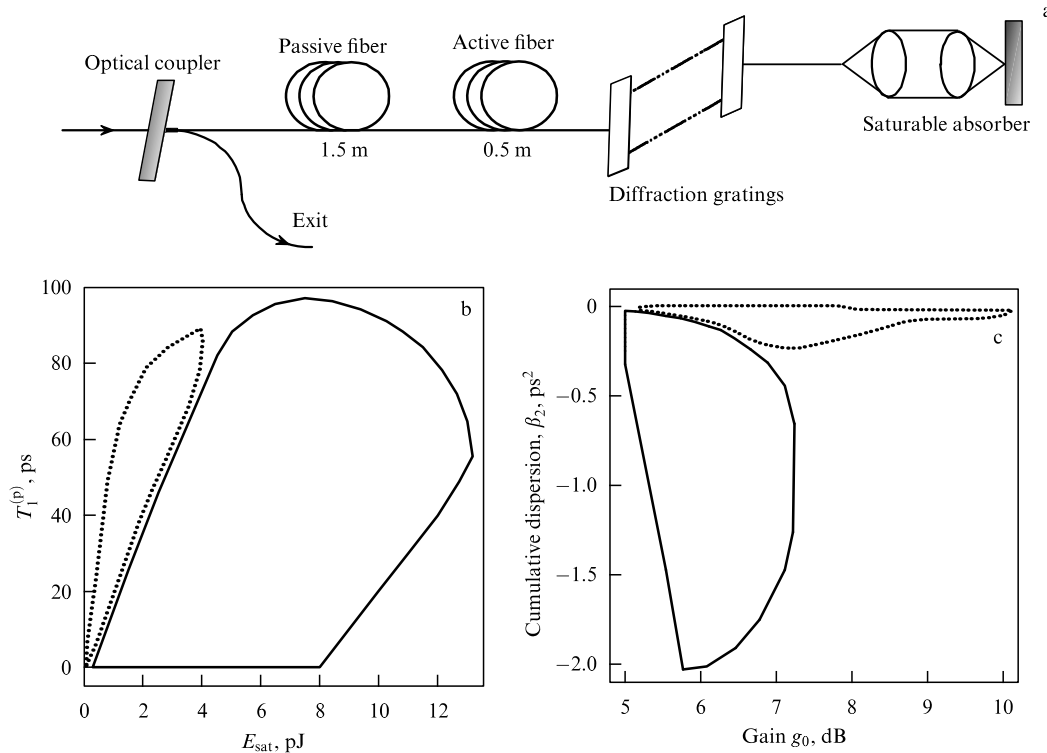 a
Optical coupler
Passive fiber
Active fiber
1.5 m
0.5 m
Saturable absorber
Diffraction gratings
Exit
b
T₁⁽ᵖ⁾, ps
100
80
60
40
20
0
0 2 4 6 8 10 12
E_sat, pJ
c
Cumulative dispersion, β₂, ps²
0
−0.5
−1.0
−1.5
−2.0
5 6 7 8 9 10
Gain g₀, dB